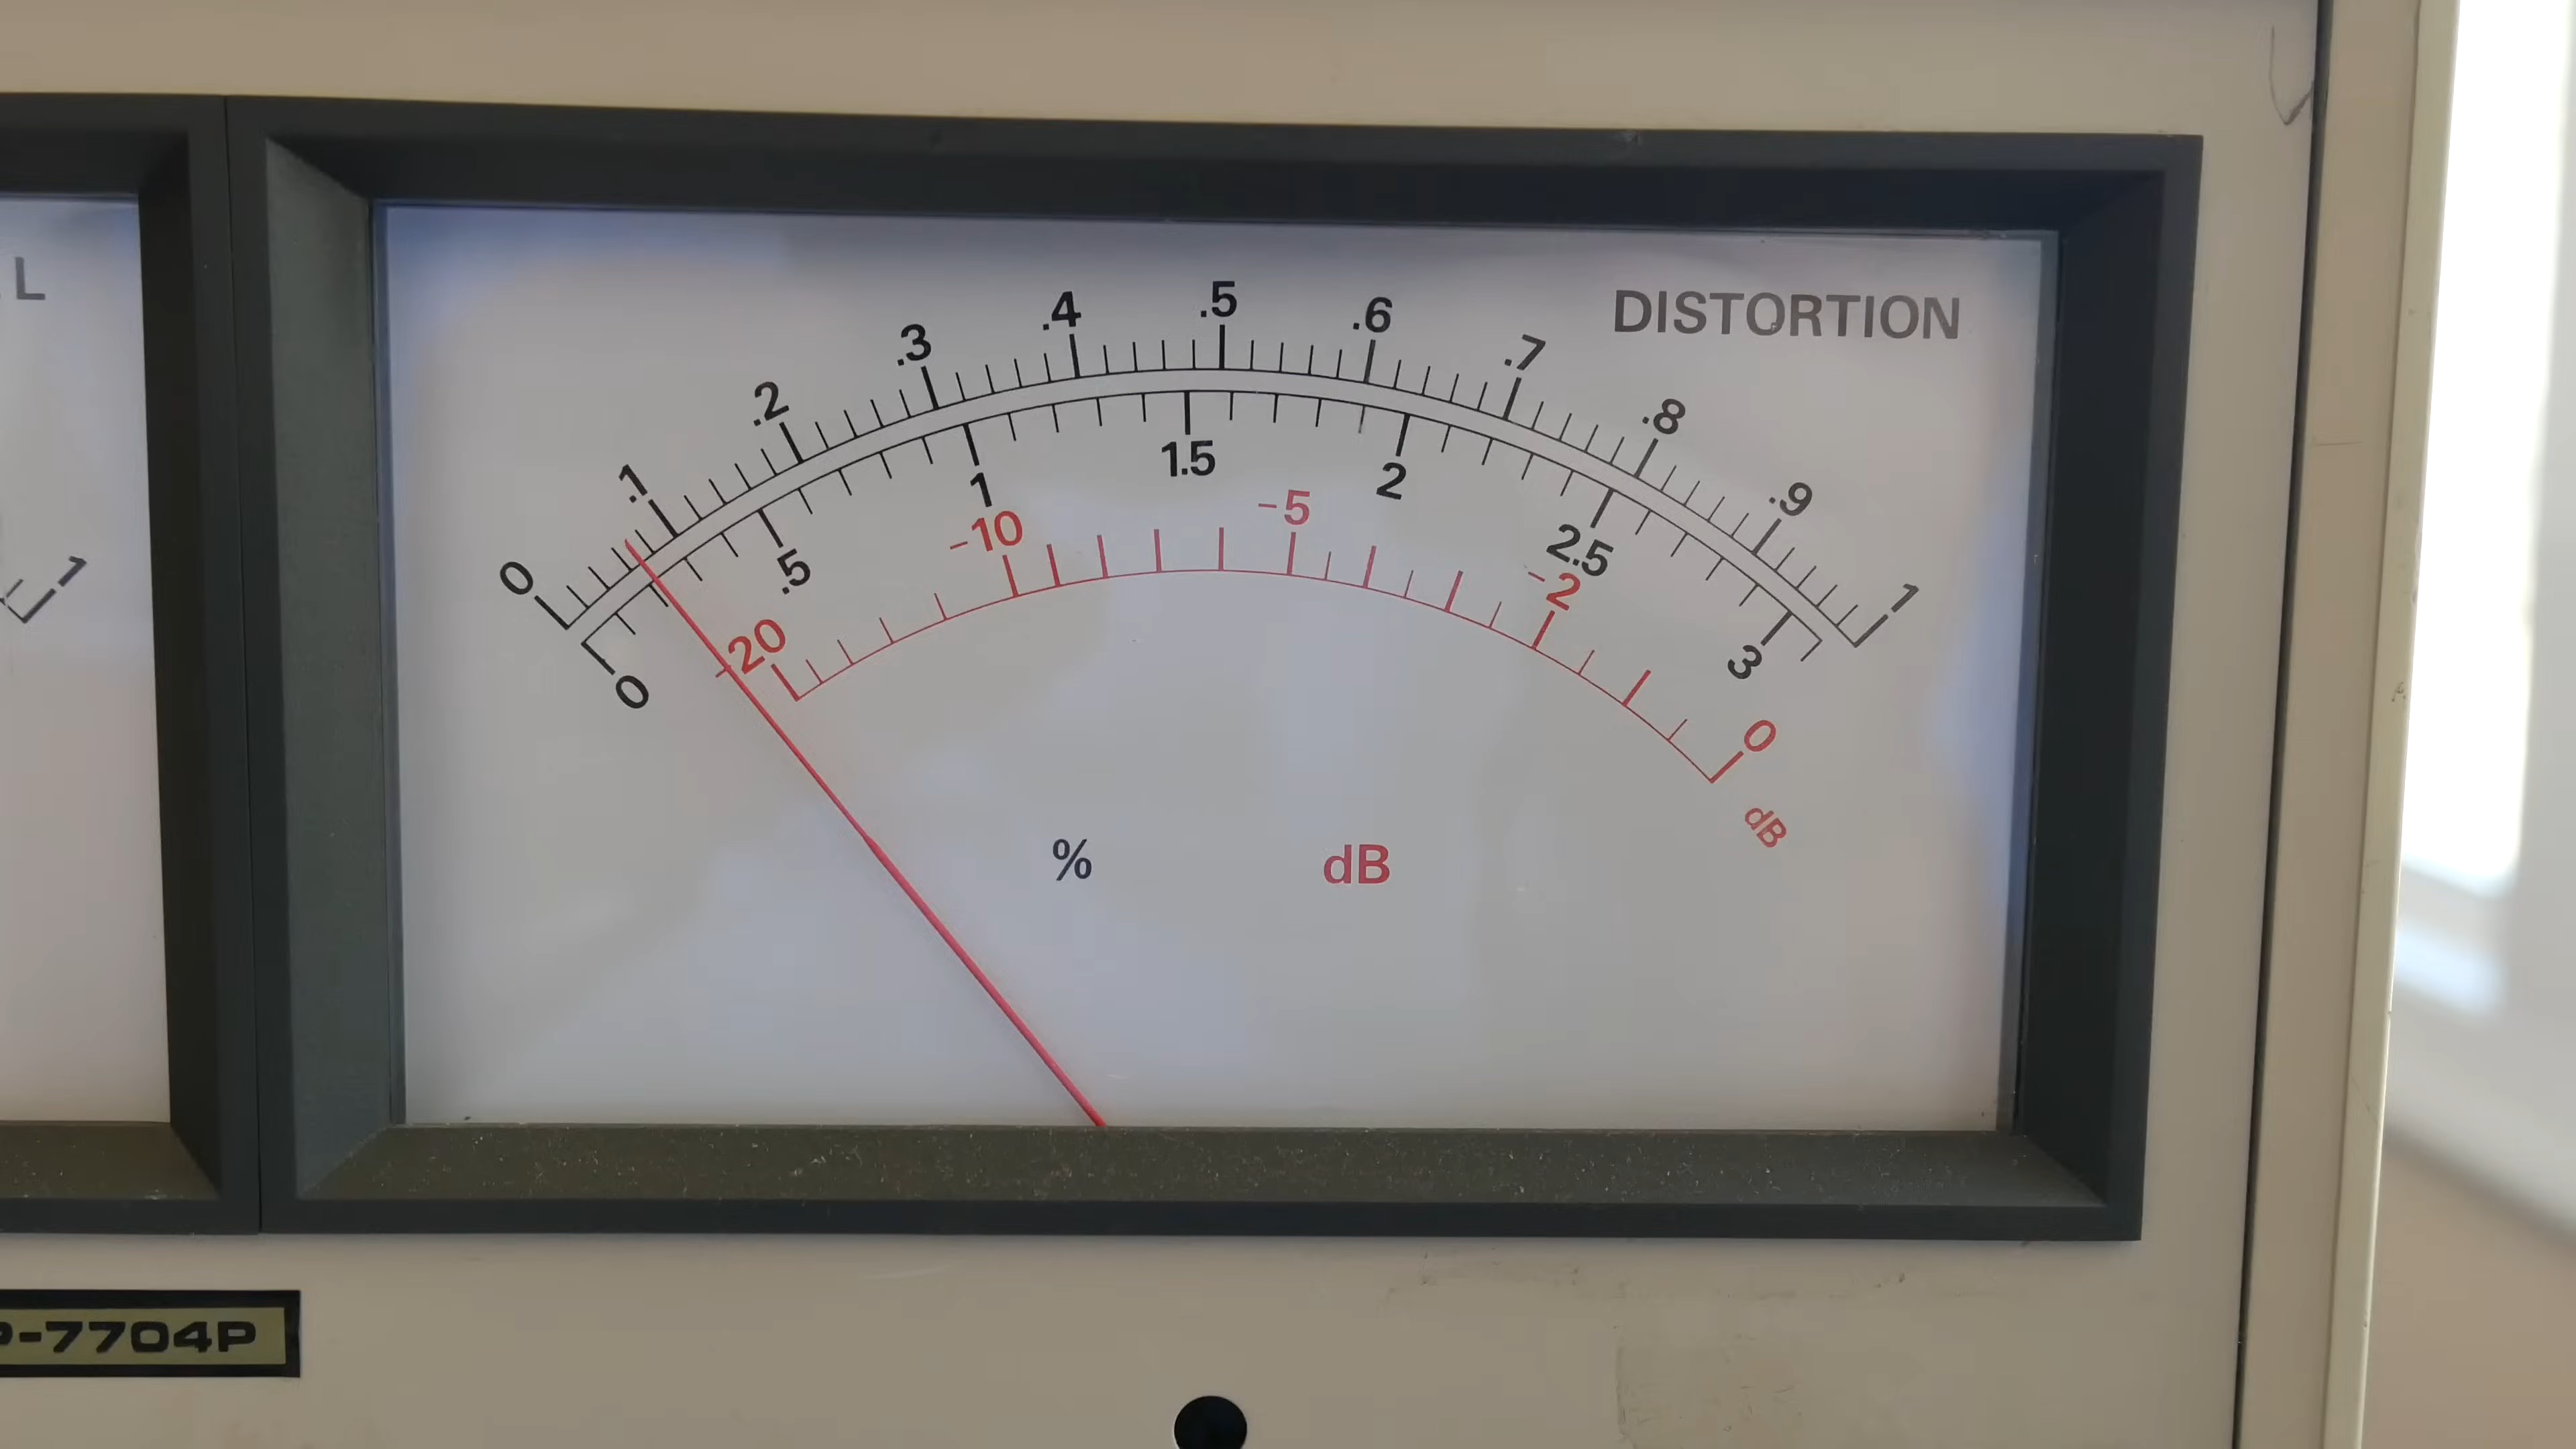 L
DISTORTION
0 .1 .2 .3 .4 .5 .6 .7 .8 .9 1
0 .5 1 1.5 2 2.5 3
20 -10 -5 -2 0
dB
% dB
1
-7704P